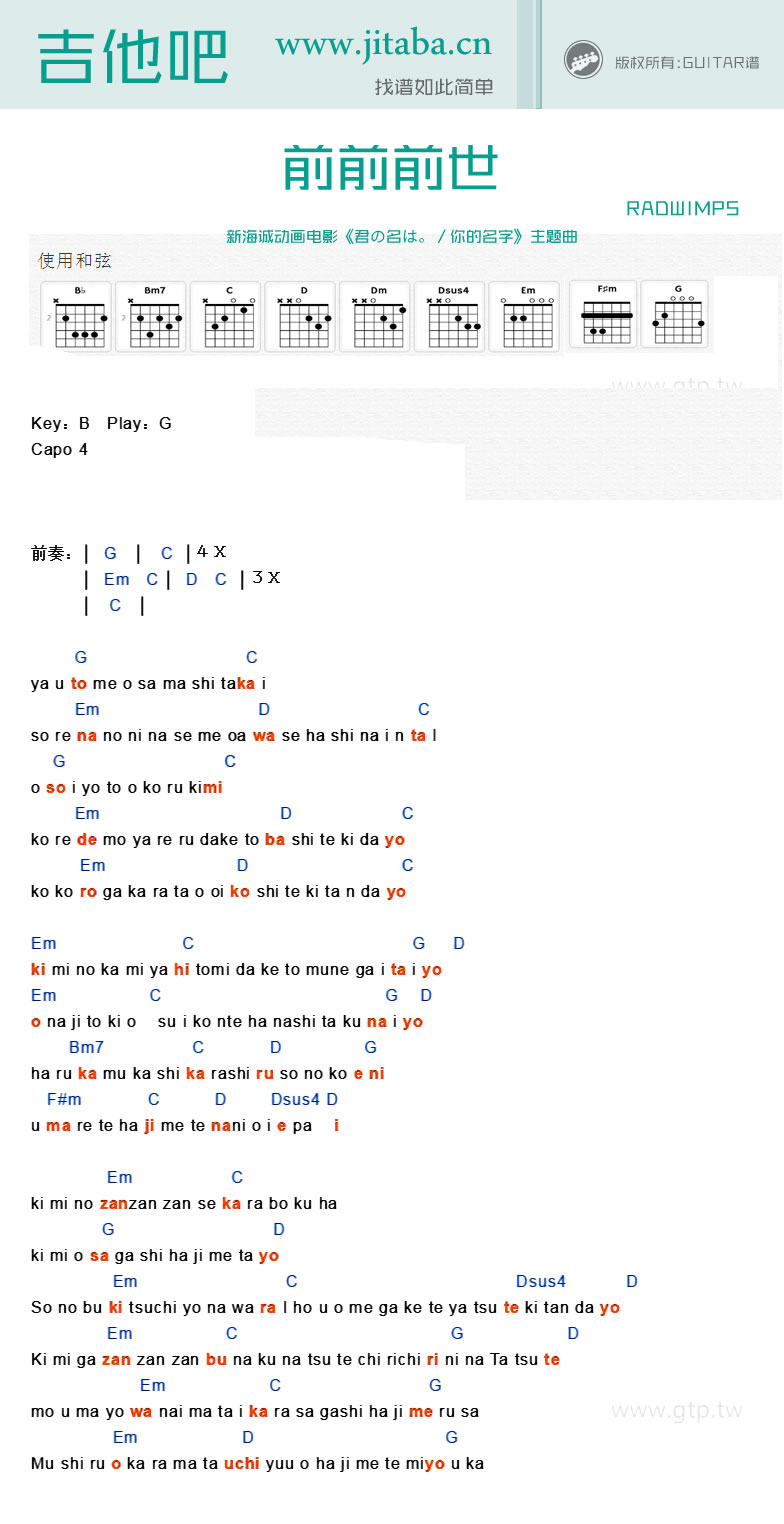 吉他吧
www.jitaba.cn
找谱如此简单
版权所有:GUITAR谱
前前前世
RADWIMPS
新海诚动画电影《君の名は。/你的名字》主题曲
使用和弦
B♭ Bm7 C D Dm Dsus4 Em F♯m G
www.gtp.tw
Key：B Play：G
Capo 4
前奏：| G | C |4 X
| Em C | D C | 3 X
| C |
G C
ya u to me o sa ma shi taka i
Em D C
so re na no ni na se me oa wa se ha shi na i n ta l
G C
o so i yo to o ko ru kimi
Em D C
ko re de mo ya re ru dake to ba shi te ki da yo
Em D C
ko ko ro ga ka ra ta o oi ko shi te ki ta n da yo
Em C G D
ki mi no ka mi ya hi tomi da ke to mune ga i ta i yo
Em C G D
o na ji to ki o su i ko nte ha nashi ta ku na i yo
Bm7 C D G
ha ru ka mu ka shi ka rashi ru so no ko e ni
F#m C D Dsus4 D
u ma re te ha ji me te nani o i e pa i
Em C
ki mi no zanzan zan se ka ra bo ku ha
G D
ki mi o sa ga shi ha ji me ta yo
Em C Dsus4 D
So no bu ki tsuchi yo na wa ra l ho u o me ga ke te ya tsu te ki tan da yo
Em C G D
Ki mi ga zan zan zan bu na ku na tsu te chi richi ri ni na Ta tsu te
Em C G
mo u ma yo wa nai ma ta i ka ra sa gashi ha ji me ru sa
www.gtp.tw
Em D G
Mu shi ru o ka ra ma ta uchi yuu o ha ji me te miyo u ka